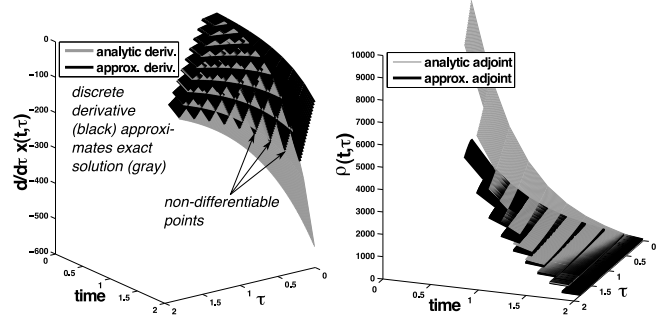 0
−100
−200
−300
−400
−500
−600
d/dτ x(t,τ)
analytic deriv.
approx. deriv.
discrete
derivative
(black) approxi-
mates exact
solution (gray)
non-differentiable
points
0
0.5
1
1.5
2
time
2
1.5
1
0.5
0
τ
10000
9000
8000
7000
6000
5000
4000
3000
2000
1000
0
ρ(t,τ)
analytic adjoint
approx. adjoint
0
0.5
1
1.5
2
time
2
1.5
1
0.5
0
τ